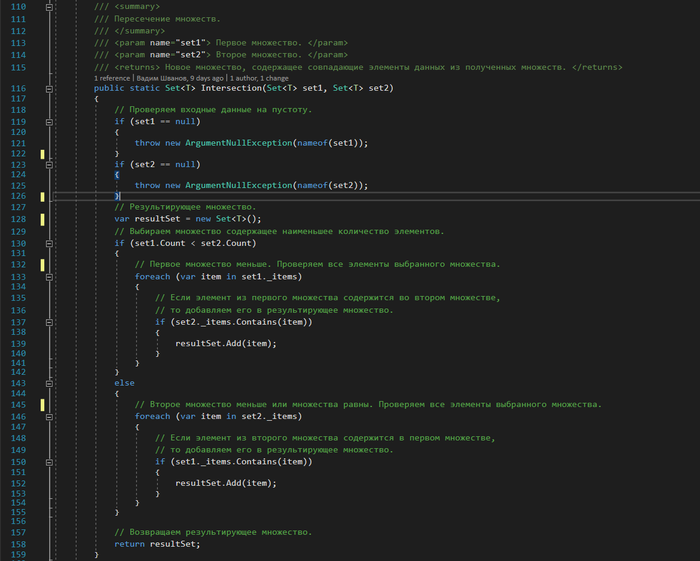 110 /// <summary>
111 /// Пересечение множеств.
112 /// </summary>
113 /// <param name="set1"> Первое множество. </param>
114 /// <param name="set2"> Второе множество. </param>
115 /// <returns> Новое множество, содержащее совпадающие элементы данных из полученных множеств. </returns>
1 reference | Вадим Шванов, 9 days ago | 1 author, 1 change
116 public static Set<T> Intersection(Set<T> set1, Set<T> set2)
117 {
118 // Проверяем входные данные на пустоту.
119 if (set1 == null)
120 {
121 throw new ArgumentNullException(nameof(set1));
122 }
123 if (set2 == null)
124 {
125 throw new ArgumentNullException(nameof(set2));
126 }
127 // Результирующее множество.
128 var resultSet = new Set<T>();
129 // Выбираем множество содержащее наименьшее количество элементов.
130 if (set1.Count < set2.Count)
131 {
132 // Первое множество меньше. Проверяем все элементы выбранного множества.
133 foreach (var item in set1._items)
134 {
135 // Если элемент из первого множества содержится во втором множестве,
136 // то добавляем его в результирующее множество.
137 if (set2._items.Contains(item))
138 {
139 resultSet.Add(item);
140 }
141 }
142 }
143 else
144 {
145 // Второе множество меньше или множества равны. Проверяем все элементы выбранного множества.
146 foreach (var item in set2._items)
147 {
148 // Если элемент из второго множества содержится в первом множестве,
149 // то добавляем его в результирующее множество.
150 if (set1._items.Contains(item))
151 {
152 resultSet.Add(item);
153 }
154 }
155 }
156
157 // Возвращаем результирующее множество.
158 return resultSet;
159 }